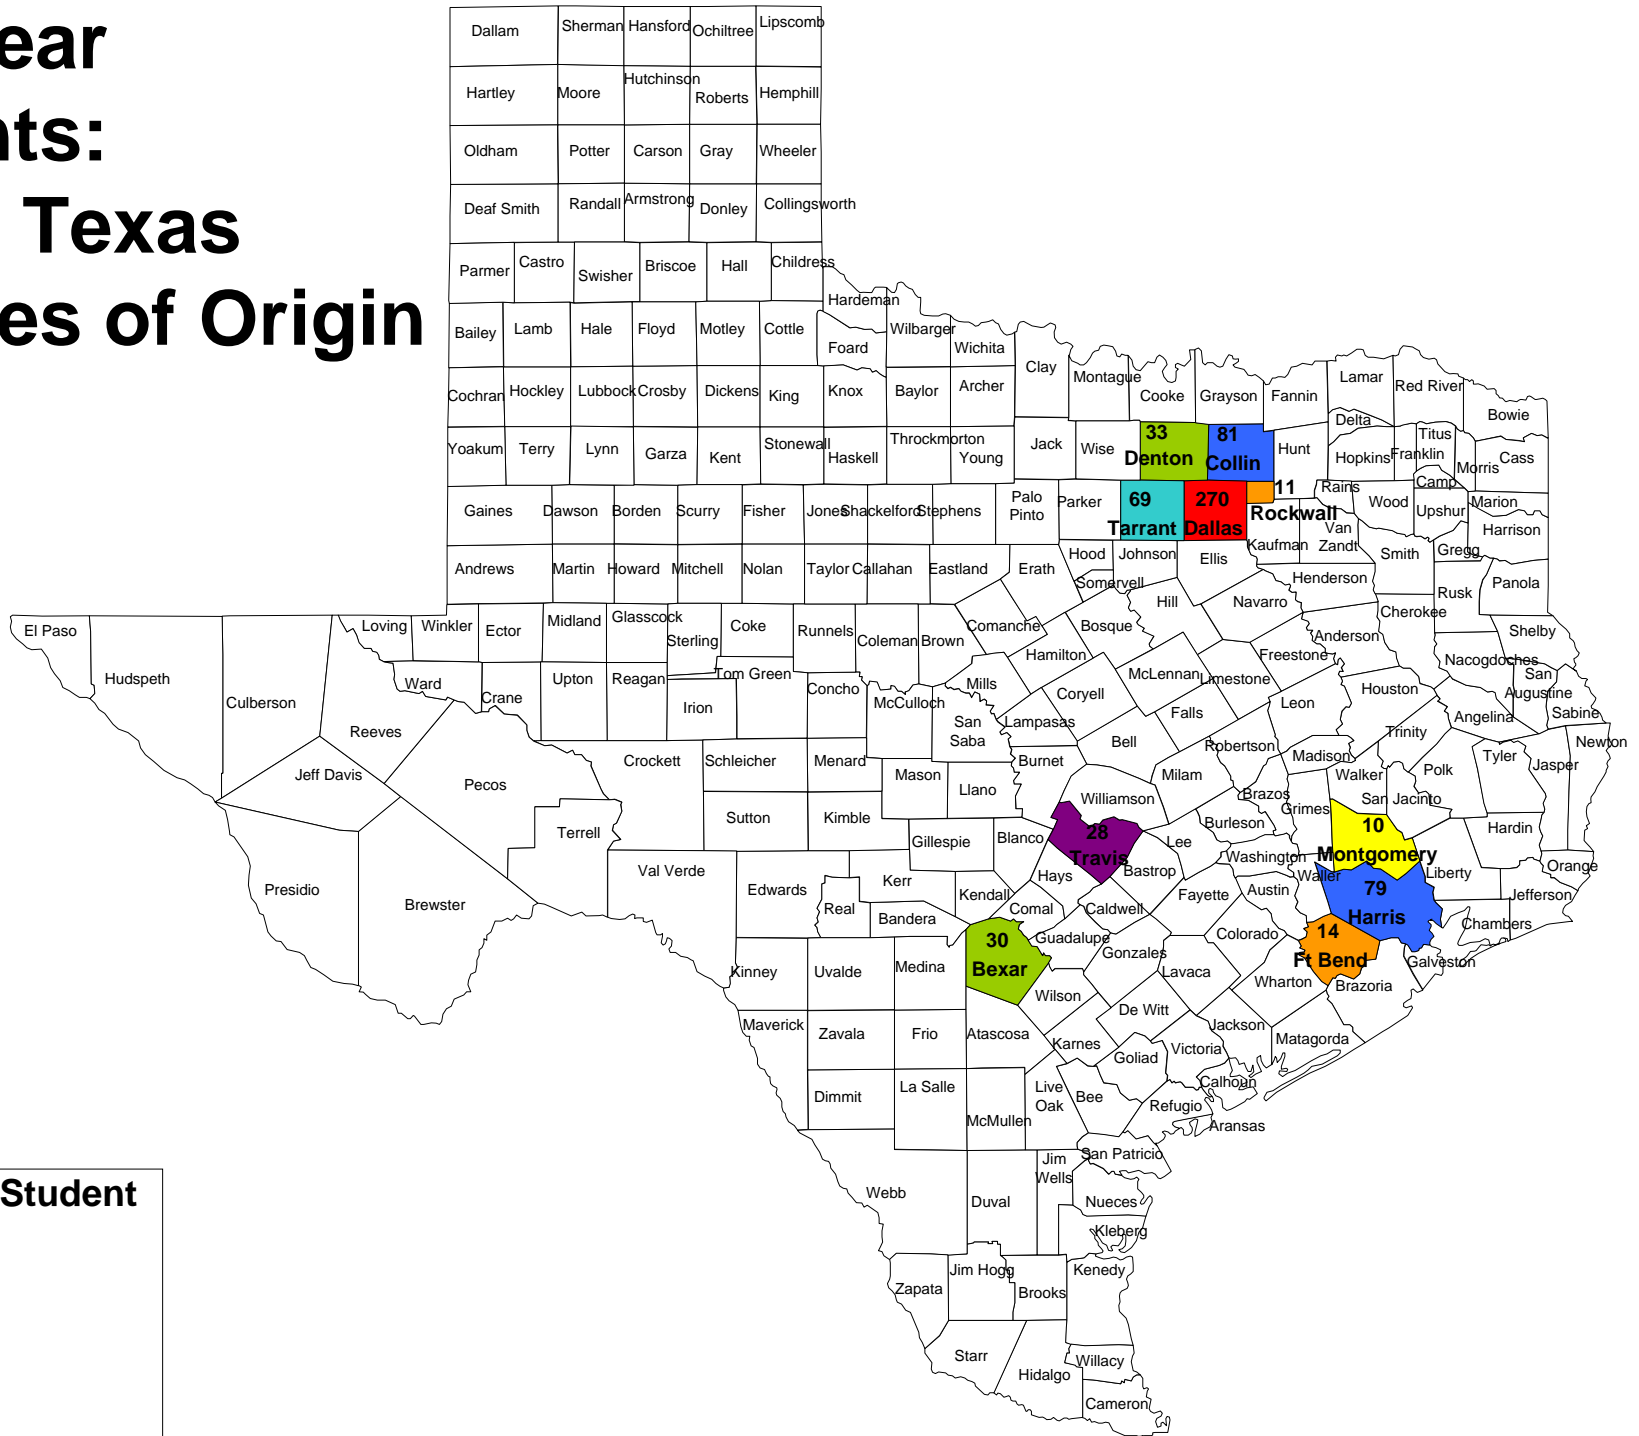 ear
nts:
Texas
es of Origin
Dallam
Sherman
Hansford
Ochiltree
Lipscomb
Hartley
Moore
Hutchinson
Roberts
Hemphill
Oldham
Potter
Carson
Gray
Wheeler
Deaf Smith
Randall
Armstrong
Donley
Collingsworth
Parmer
Castro
Swisher
Briscoe
Hall
Childress
Hardeman
Bailey
Lamb
Hale
Floyd
Motley
Cottle
Foard
Wilbarger
Wichita
Clay
Montague
Cooke
Grayson
Fannin
Lamar
Red River
Bowie
Cochran
Hockley
Lubbock
Crosby
Dickens
King
Knox
Baylor
Archer
Delta
Titus
Yoakum
Terry
Lynn
Garza
Kent
Stonewall
Haskell
Throckmorton
Young
Jack
Wise
33
Denton
81
Collin
Hunt
Hopkins
Franklin
Morris
Cass
Camp
Gaines
Dawson
Borden
Scurry
Fisher
Jones
Shackelford
Stephens
Palo
Pinto
Parker
69
Tarrant
270
Dallas
11
Rockwall
Rains
Wood
Upshur
Marion
Harrison
Van
Zandt
Kaufman
Smith
Gregg
Andrews
Martin
Howard
Mitchell
Nolan
Taylor
Callahan
Eastland
Erath
Hood
Somervell
Johnson
Ellis
Henderson
Rusk
Panola
El Paso
Hudspeth
Culberson
Loving
Winkler
Ector
Midland
Glasscock
Sterling
Coke
Runnels
Coleman
Brown
Comanche
Hamilton
Bosque
Hill
Navarro
Anderson
Cherokee
Shelby
Freestone
Nacogdoches
San
Augustine
Sabine
Reeves
Ward
Crane
Upton
Reagan
Irion
Tom Green
Concho
McCulloch
San
Saba
Mills
Lampasas
Coryell
McLennan
Limestone
Falls
Leon
Houston
Angelina
Trinity
Newton
Jeff Davis
Pecos
Crockett
Schleicher
Menard
Mason
Llano
Burnet
Bell
Milam
Robertson
Madison
Walker
Polk
Tyler
Jasper
Brazos
Grimes
San Jacinto
Hardin
Terrell
Sutton
Kimble
Gillespie
Blanco
Williamson
28
Travis
Lee
Burleson
Washington
10
Montgomery
Liberty
Orange
Jefferson
Presidio
Brewster
Val Verde
Edwards
Real
Kerr
Bandera
Kendall
Hays
Comal
Caldwell
Bastrop
Fayette
Austin
Waller
79
Harris
Chambers
Galveston
Guadalupe
Gonzales
Colorado
14
Ft Bend
Brazoria
30
Bexar
Kinney
Uvalde
Medina
Wilson
Lavaca
Wharton
De Witt
Jackson
Matagorda
Maverick
Zavala
Frio
Atascosa
Karnes
Goliad
Victoria
Calhoun
Dimmit
La Salle
McMullen
Live
Oak
Bee
Refugio
Aransas
San Patricio
Webb
Duval
Jim
Wells
Nueces
Kleberg
Student
Zapata
Jim Hogg
Brooks
Kenedy
Starr
Hidalgo
Willacy
Cameron